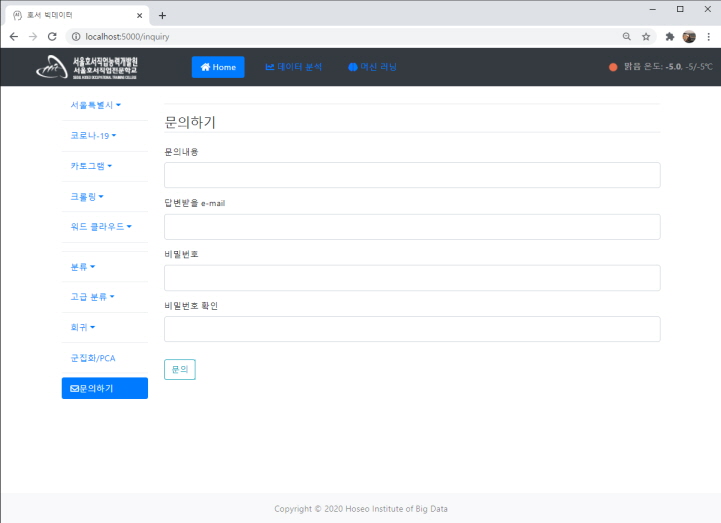 호서 빅데이터
localhost:5000/inquiry
서울호서직업능력개발원
서울호서직업전문학교
SEOUL HOSEO OCCUPATIONAL TRAINING COLLEGE
Home 데이터 분석 머신 러닝 맑음 온도: -5.0, -5/-5℃
서울특별시
코로나-19
카토그램
크롤링
워드 클라우드
분류
고급 분류
회귀
군집화/PCA
문의하기
문의하기
문의내용
답변받을 e-mail
비밀번호
비밀번호 확인
문의
Copyright © 2020 Hoseo Institute of Big Data